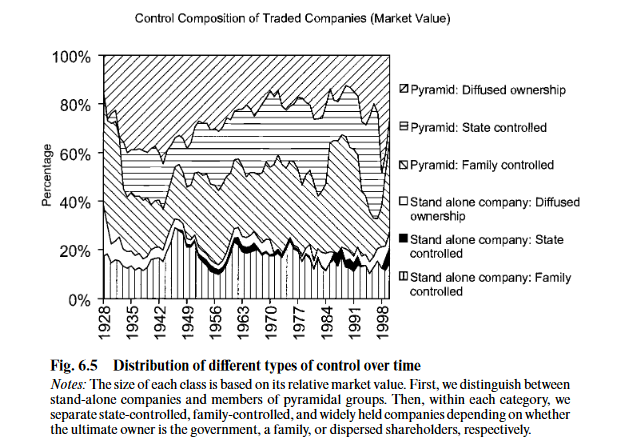 Control Composition of Traded Companies (Market Value)
100%
80%
60%
40%
20%
0%
Percentage
1928
1935
1942
1949
1956
1963
1970
1977
1984
1991
1998
Pyramid: Diffused ownership
Pyramid: State controlled
Pyramid: Family controlled
Stand alone company: Diffused
ownership
Stand alone company: State
controlled
Stand alone company: Family
controlled
Fig. 6.5 Distribution of different types of control over time
Notes: The size of each class is based on its relative market value. First, we distinguish between
stand-alone companies and members of pyramidal groups. Then, within each category, we
separate state-controlled, family-controlled, and widely held companies depending on whether
the ultimate owner is the government, a family, or dispersed shareholders, respectively.